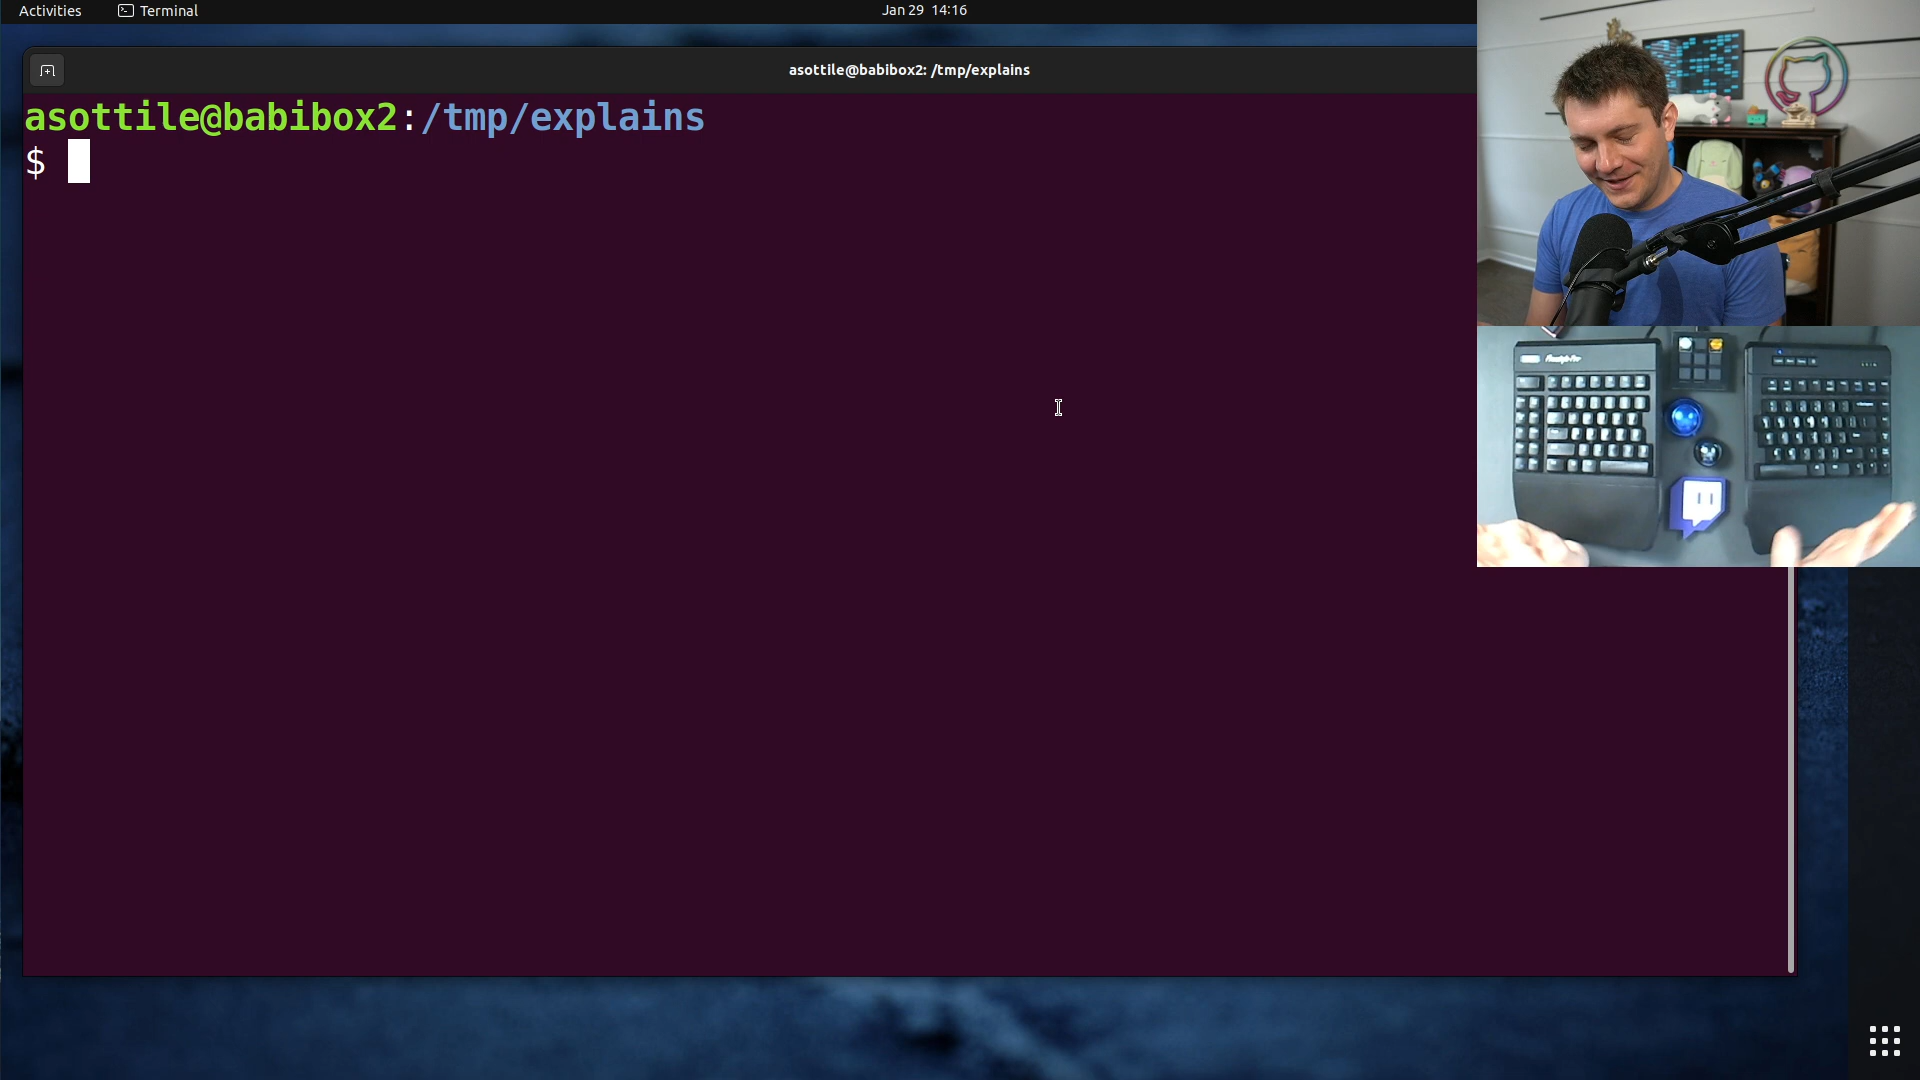 Activities
Terminal
Jan 29 14:16
asottile@babibox2: /tmp/explains
asottile@babibox2:/tmp/explains
$